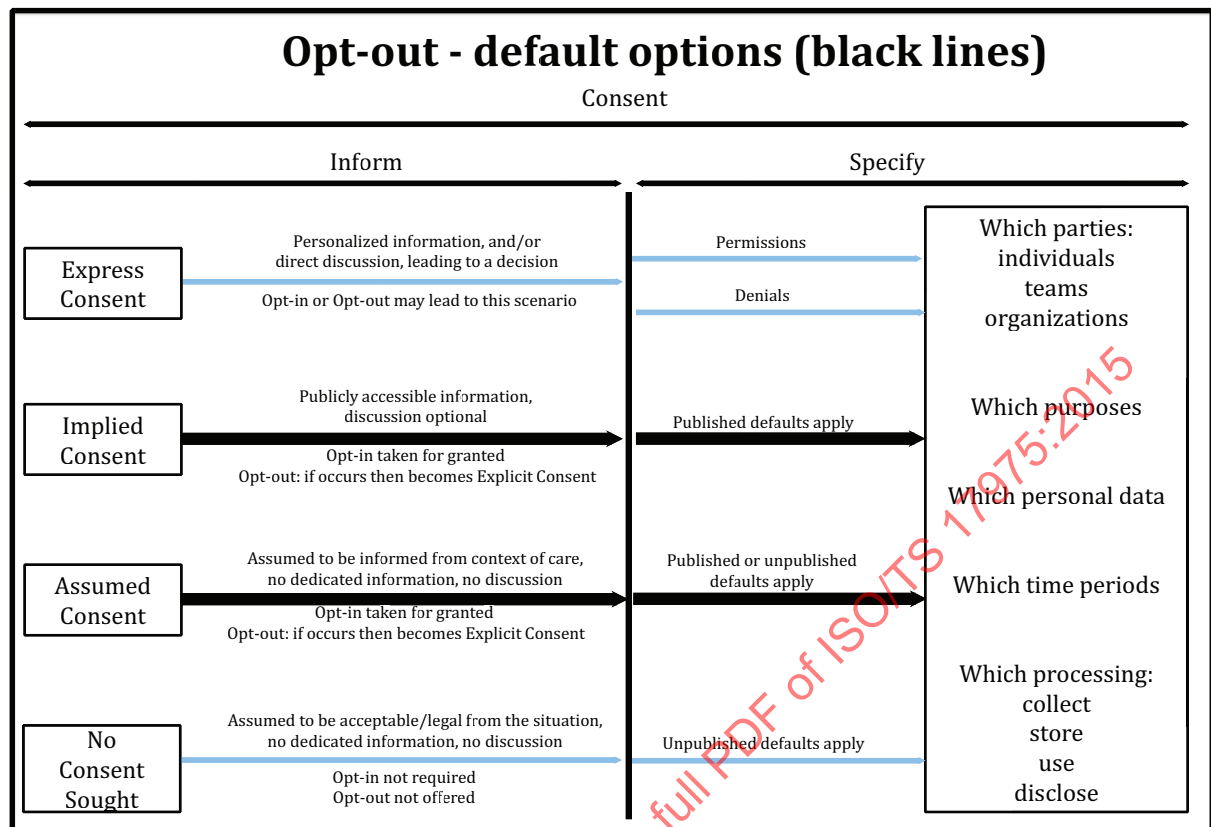 Opt-out - default options (black lines)
Consent
Inform
Specify
Express
Consent
Personalized information, and/or
direct discussion, leading to a decision
Opt-in or Opt-out may lead to this scenario
Permissions
Denials
Implied
Consent
Publicly accessible information,
discussion optional
Opt-in taken for granted
Opt-out: if occurs then becomes Explicit Consent
Published defaults apply
Assumed
Consent
Assumed to be informed from context of care,
no dedicated information, no discussion
Opt-in taken for granted
Opt-out: if occurs then becomes Explicit Consent
Published or unpublished
defaults apply
No
Consent
Sought
Assumed to be acceptable/legal from the situation,
no dedicated information, no discussion
Opt-in not required
Opt-out not offered
Unpublished defaults apply
Which parties:
individuals
teams
organizations
Which purposes
Which personal data
Which time periods
Which processing:
collect
store
use
disclose
full PDF of ISO/TS 17975:2015